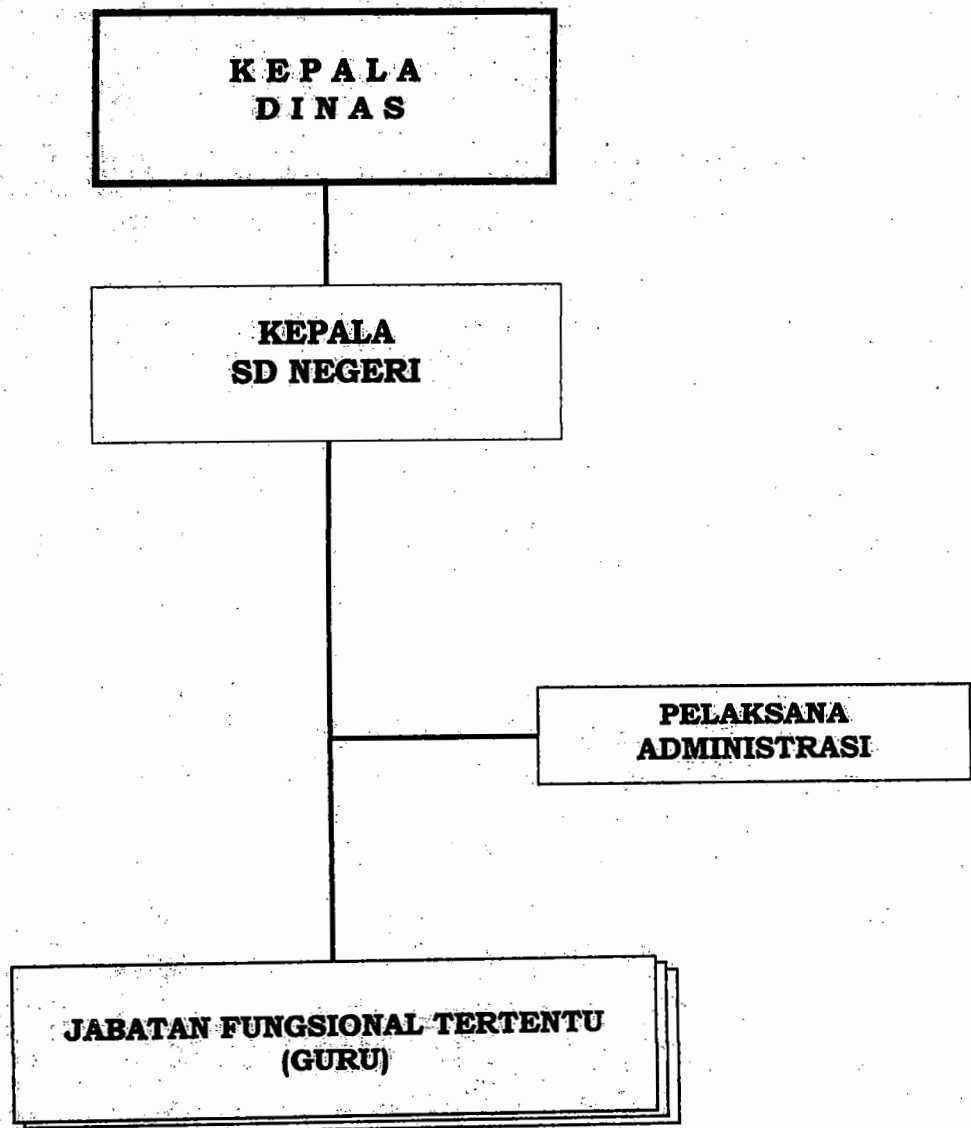 KEPALA
DINAS
KEPALA
SD NEGERI
PELAKSANA
ADMINISTRASI
JABATAN FUNGSIONAL TERTENTU
(GURU)